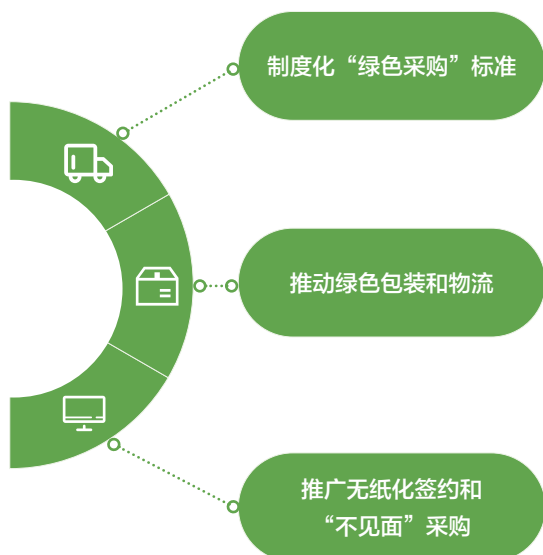 制度化“绿色采购”标准
推动绿色包装和物流
推广无纸化签约和
“不见面”采购